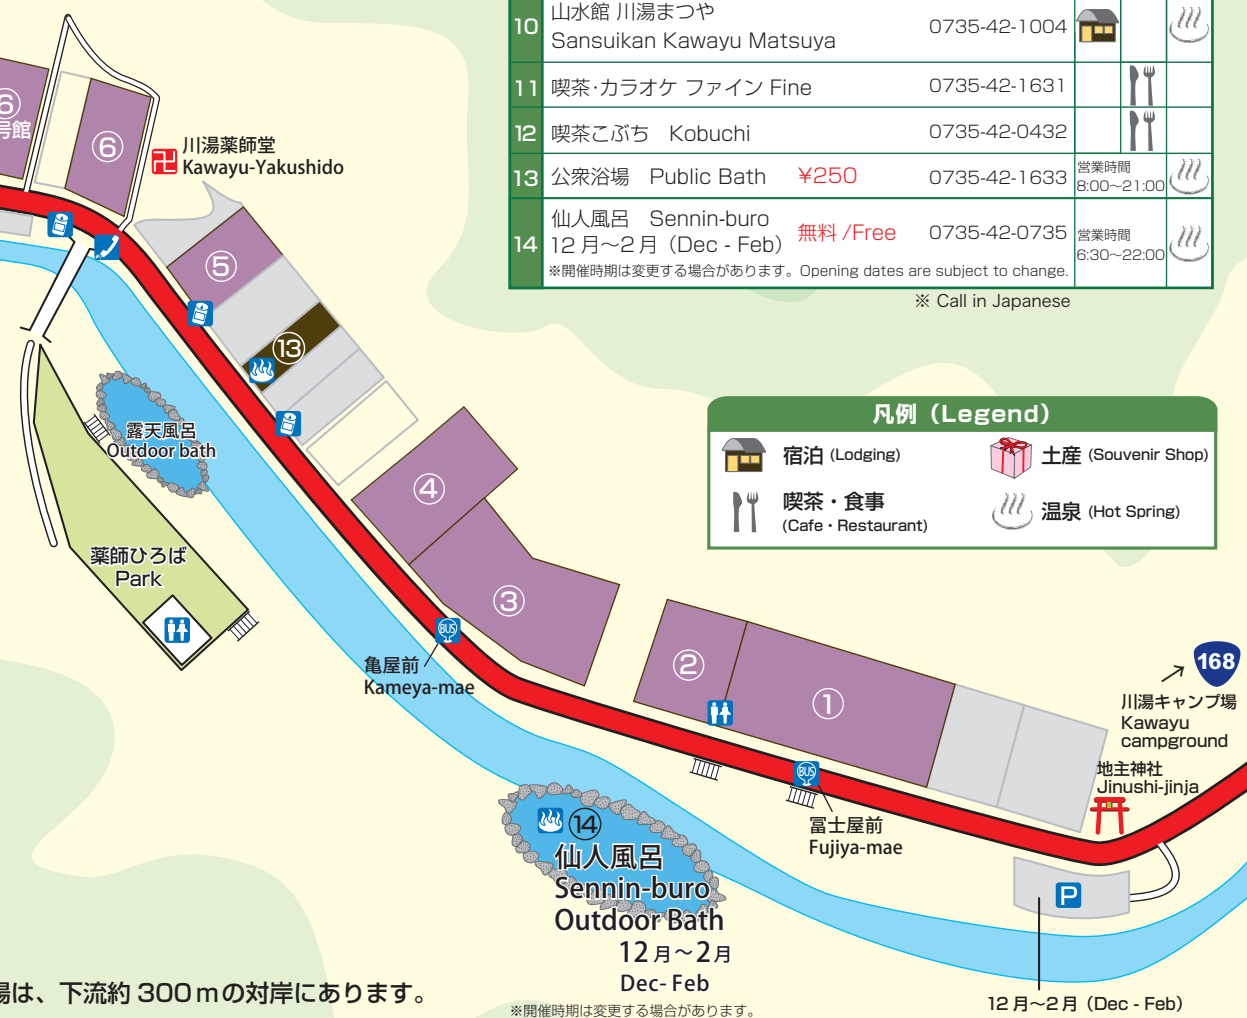 10 山水館 川湯まつや 0735-42-1004
Sansuikan Kawayu Matsuya
11 喫茶・カラオケ ファイン Fine 0735-42-1631
12 喫茶こぶち Kobuchi 0735-42-0432
13 公衆浴場 Public Bath ¥250 0735-42-1633 営業時間
8:00〜21:00
14 仙人風呂 Sennin-buro
12月〜2月（Dec - Feb） 無料 /Free 0735-42-0735 営業時間
6:30〜22:00
※開催時期は変更する場合があります。Opening dates are subject to change.
※ Call in Japanese
凡例（Legend）
宿泊 (Lodging)
土産 (Souvenir Shop)
喫茶・食事
(Cafe・Restaurant)
温泉 (Hot Spring)
⑥
号館
⑥
川湯薬師堂
Kawayu-Yakushido
⑤
⑬
露天風呂
Outdoor bath
④
薬師ひろば
Park
③
BUS
亀屋前
Kameya-mae
②
①
168
川湯キャンプ場
Kawayu
campground
地主神社
Jinushi-jinja
BUS
冨士屋前
Fujiya-mae
⑭
仙人風呂
Sennin-buro
Outdoor Bath
12月〜2月
Dec- Feb
※開催時期は変更する場合があります。
P
12月〜2月（Dec - Feb）
場は、下流約 300ｍの対岸にあります。